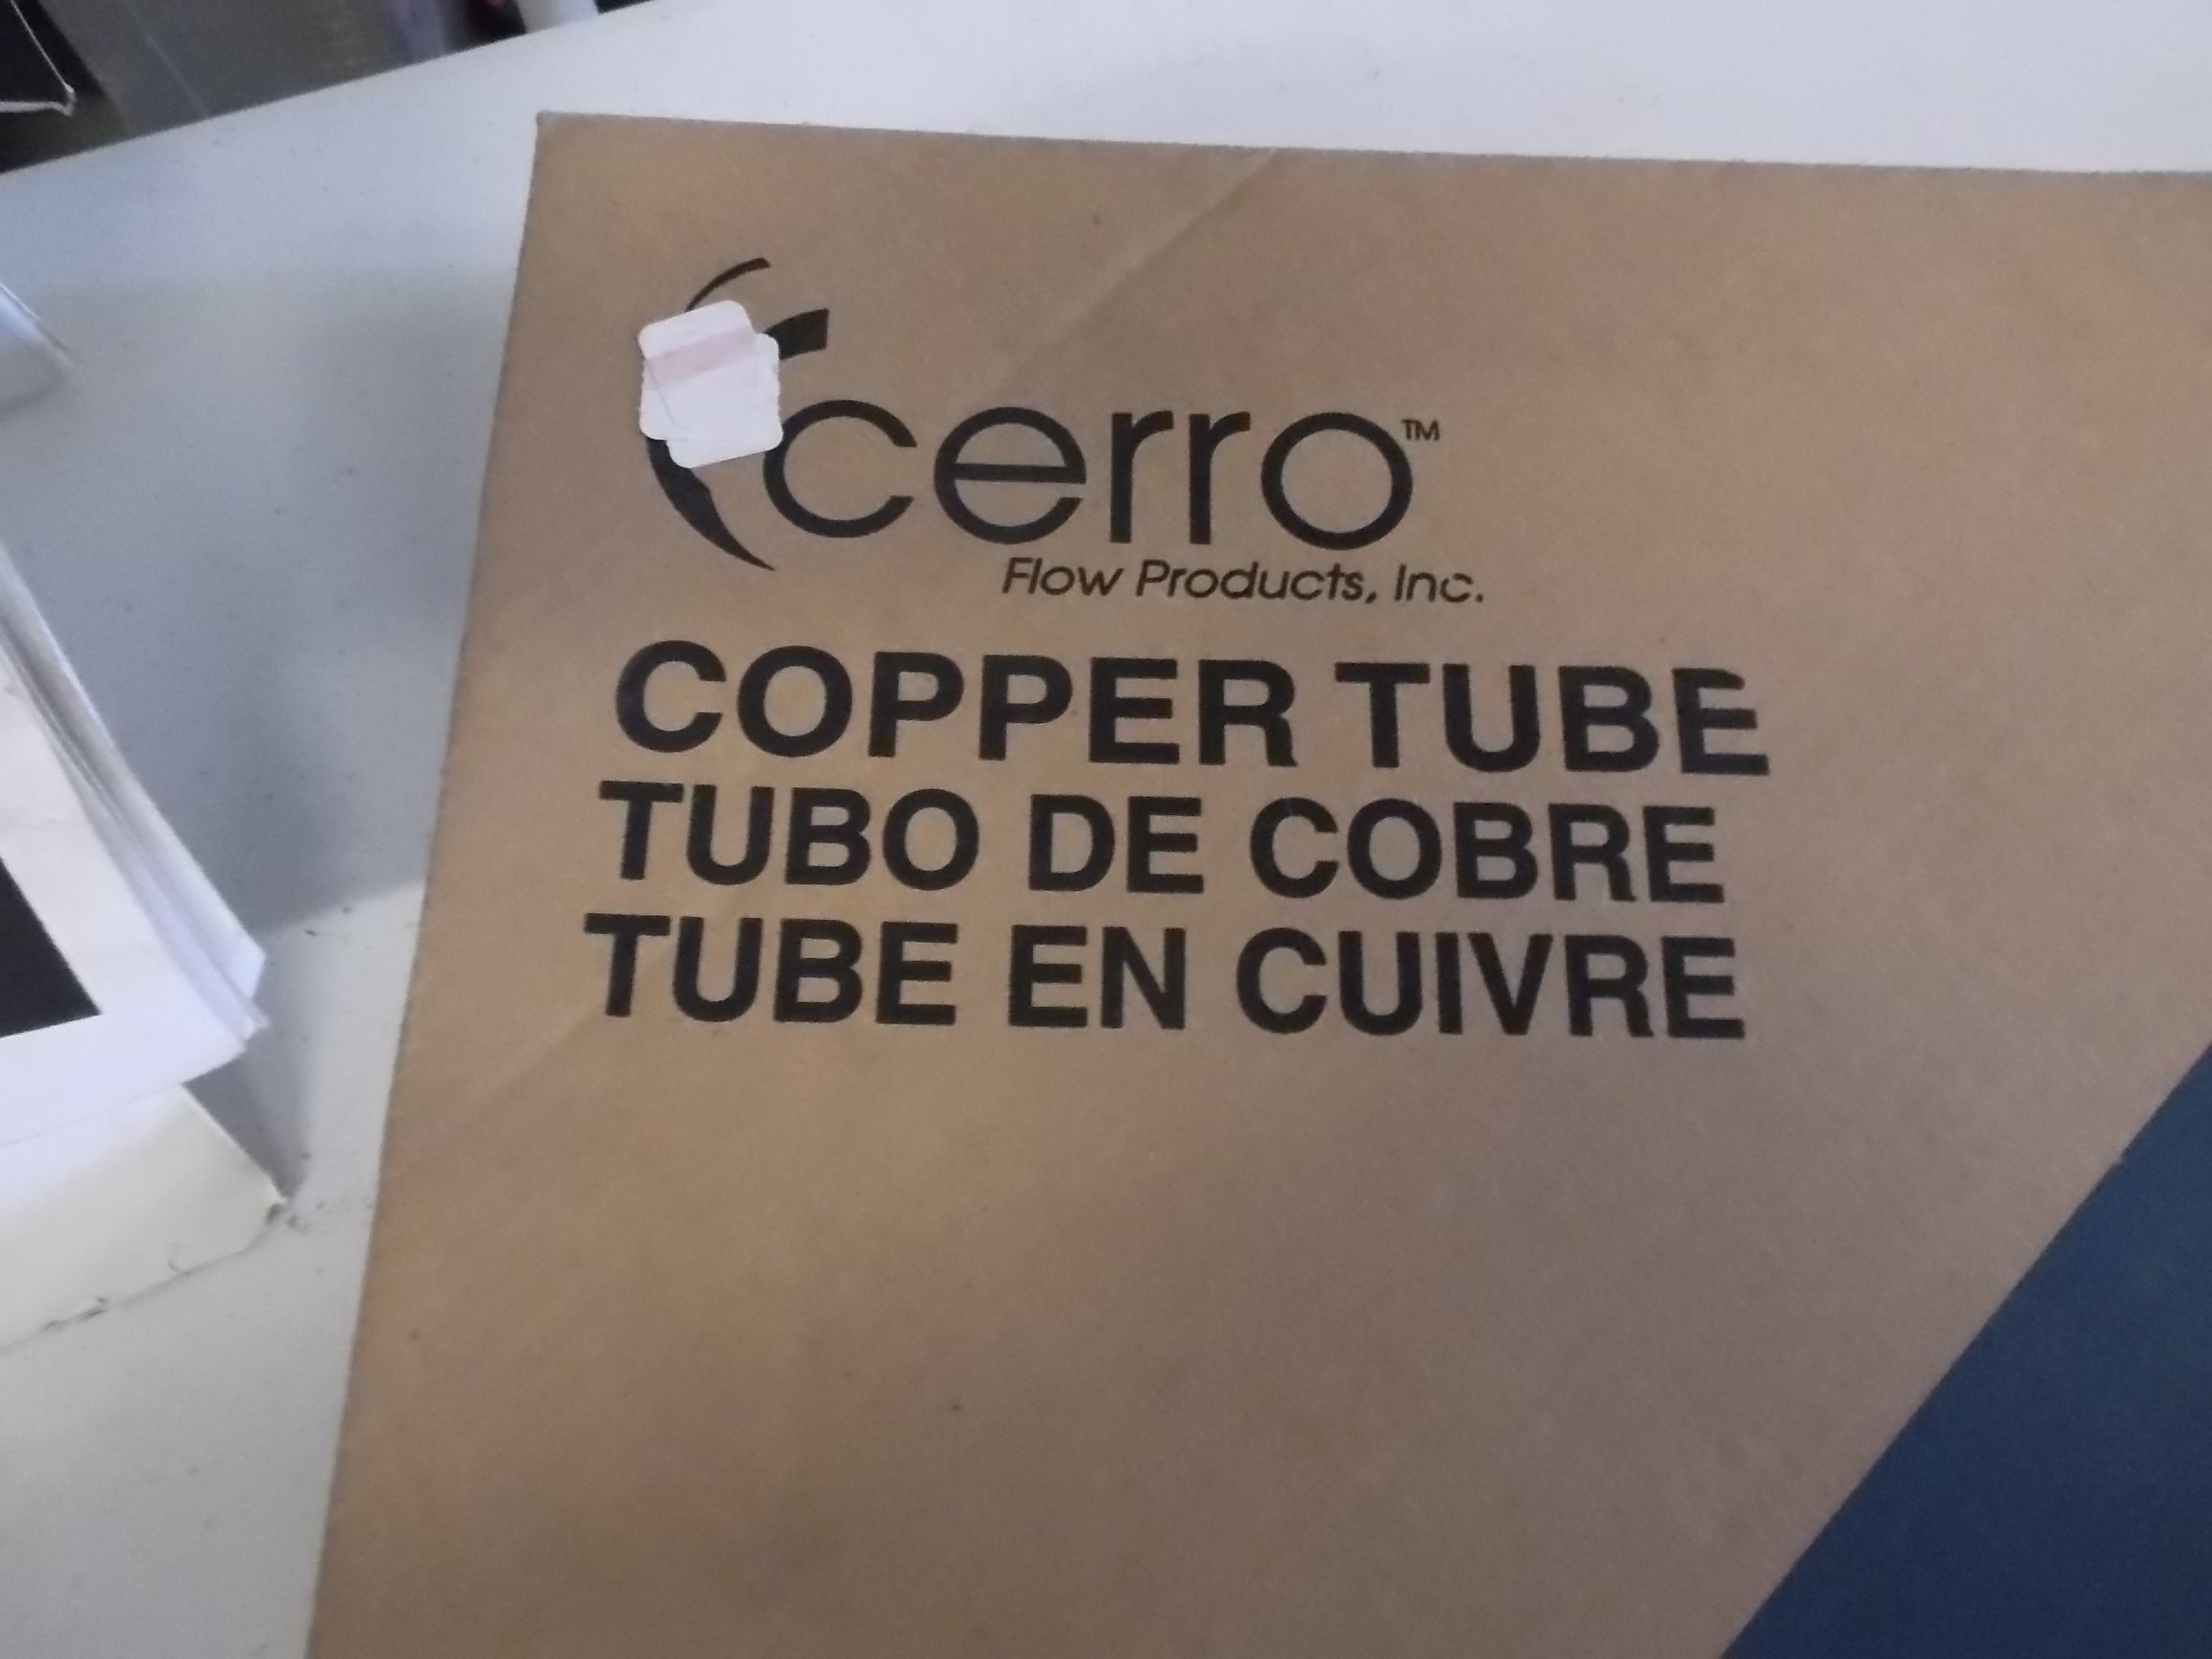 cerro™
Flow Products, Inc.
COPPER TUBE
TUBO DE COBRE
TUBE EN CUIVRE